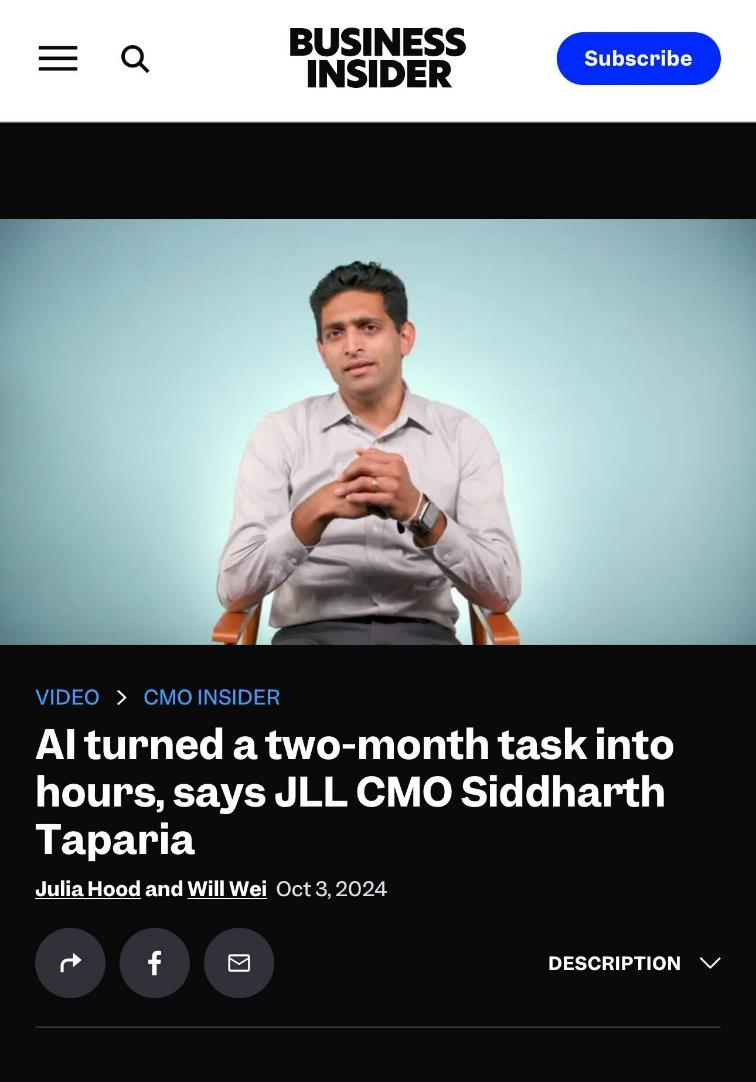 BUSINESS
INSIDER
Subscribe
VIDEO > CMO INSIDER
AI turned a two-month task into
hours, says JLL CMO Siddharth
Taparia
Julia Hood and Will Wei Oct 3, 2024
DESCRIPTION